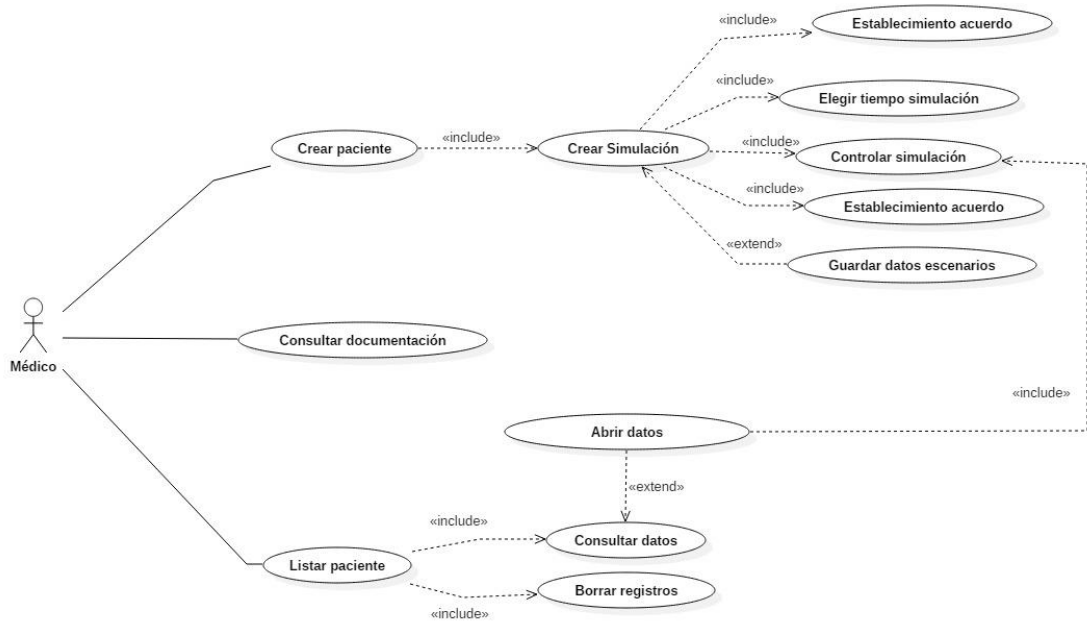 «include»
Establecimiento acuerdo
«include»
Elegir tiempo simulación
Crear paciente
«include»
Crear Simulación
«include»
Controlar simulación
«include»
Establecimiento acuerdo
«extend»
Guardar datos escenarios
Médico
Consultar documentación
«include»
Abrir datos
«extend»
«include»
Consultar datos
Listar paciente
Borrar registros
«include»